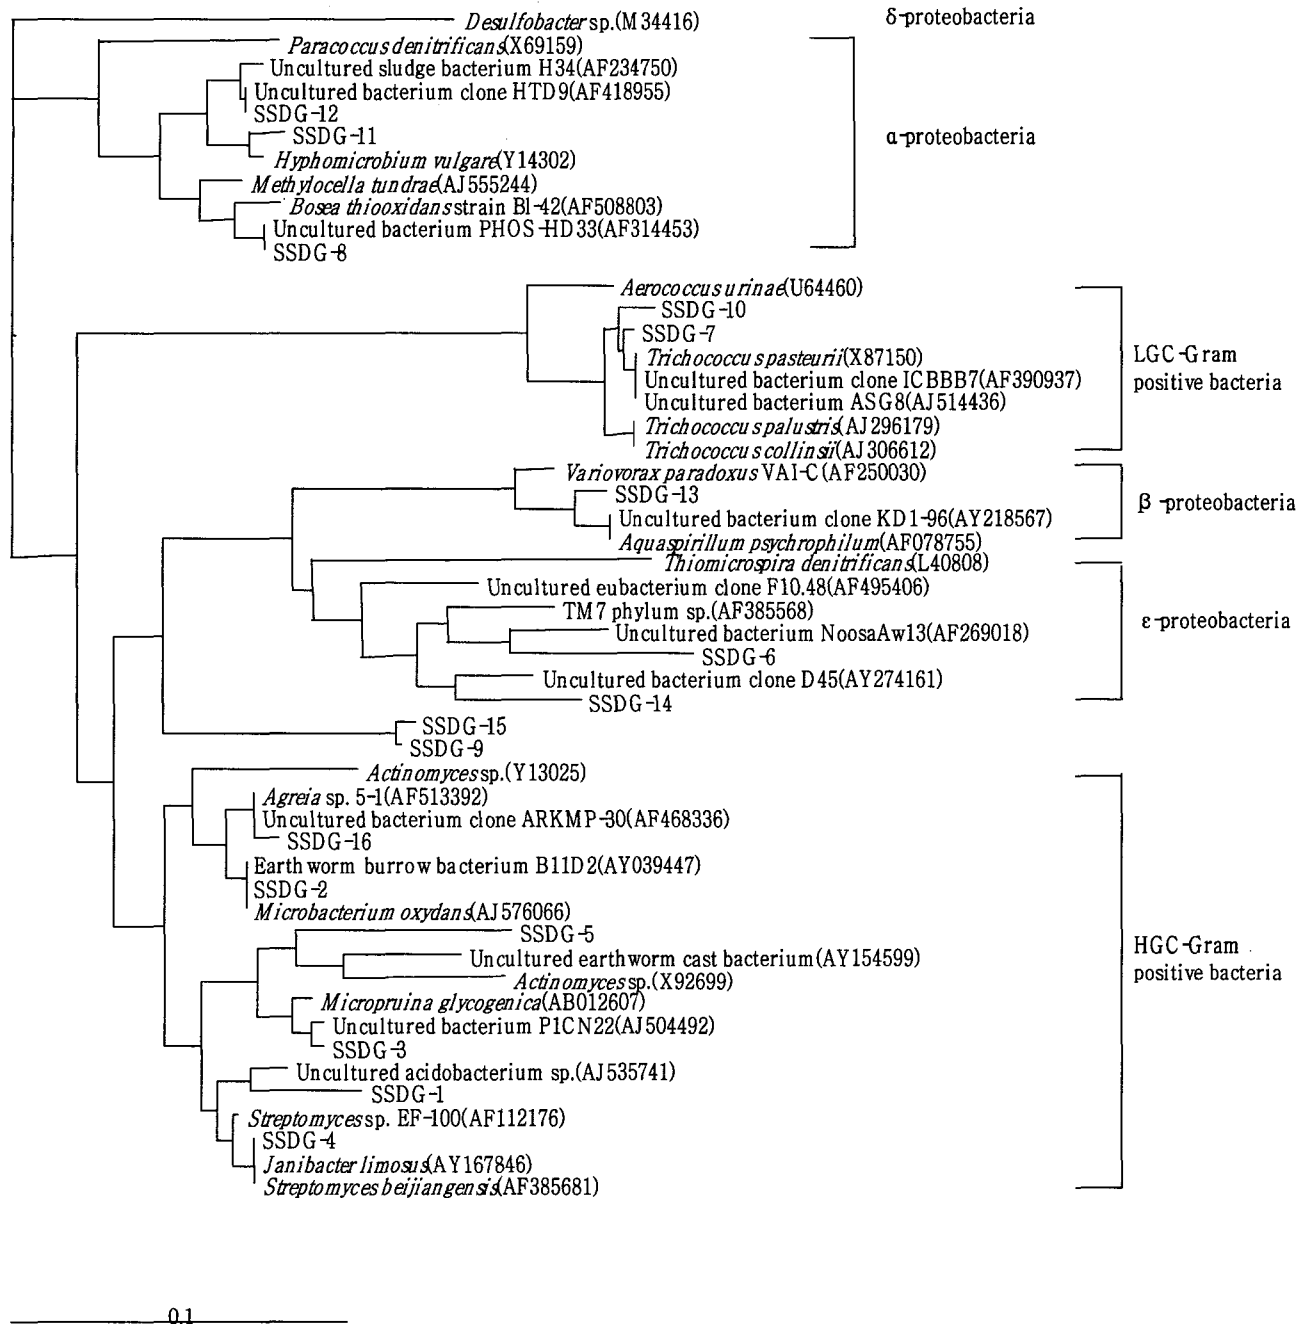 Desulfobacter sp.(M34416)
δ-proteobacteria
Paracoccus denitrificans(X69159)
Uncultured sludge bacterium H34(AF234750)
Uncultured bacterium clone HTD9(AF418955)
SSDG-12
SSDG-11
α-proteobacteria
Hyphomicrobium vulgare(Y14302)
Methylocella tundrae(AJ555244)
Bosea thiooxidans strain BI-42(AF508803)
Uncultured bacterium PHOS-HD33(AF314453)
SSDG-8
Aerococcus urinae(U64460)
SSDG-10
SSDG-7
Trichococcus pasteurii(X87150)
Uncultured bacterium clone ICBBB7(AF390937)
Uncultured bacterium ASG8(AJ514436)
Trichococcus palustris(AJ296179)
Trichococcus collinsii(AJ306612)
LGC-Gram
positive bacteria
Variovorax paradoxus VAI-C(AF250030)
SSDG-13
Uncultured bacterium clone KD1-96(AY218567)
Aquaspirillum psychrophilum(AF078755)
β-proteobacteria
Thiomicrospira denitrificans(L40808)
Uncultured eubacterium clone F10.48(AF495406)
TM7 phylum sp.(AF385568)
Uncultured bacterium NoosaAw13(AF269018)
SSDG-6
Uncultured bacterium clone D45(AY274161)
SSDG-14
ε-proteobacteria
SSDG-15
SSDG-9
Actinomyces sp.(Y13025)
Agreia sp. 5-1(AF513392)
Uncultured bacterium clone ARKMP-30(AF468336)
SSDG-16
Earthworm burrow bacterium B11D2(AY039447)
SSDG-2
Microbacterium oxydans(AJ576066)
SSDG-5
Uncultured earthworm cast bacterium(AY154599)
Actinomyces sp.(X92699)
Micropruina glycogenica(AB012607)
Uncultured bacterium P1CN22(AJ504492)
SSDG-3
Uncultured acidobacterium sp.(AJ535741)
SSDG-1
Streptomyces sp. EF-100(AF112176)
SSDG-4
Janibacter limosus(AY167846)
Streptomyces beijiangensis(AF385681)
HGC-Gram
positive bacteria
0.1